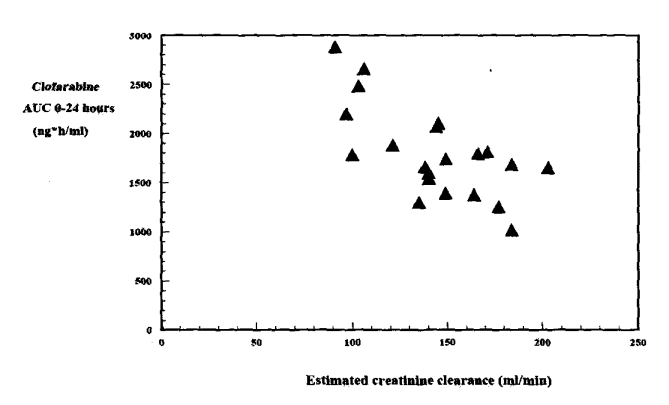 3000
Clofarabine
2500
AUC 0-24 hours
(ng*h/ml)
2000
1500
1000
500
0
0 50 100 150 200 250
Estimated creatinine clearance (ml/min)